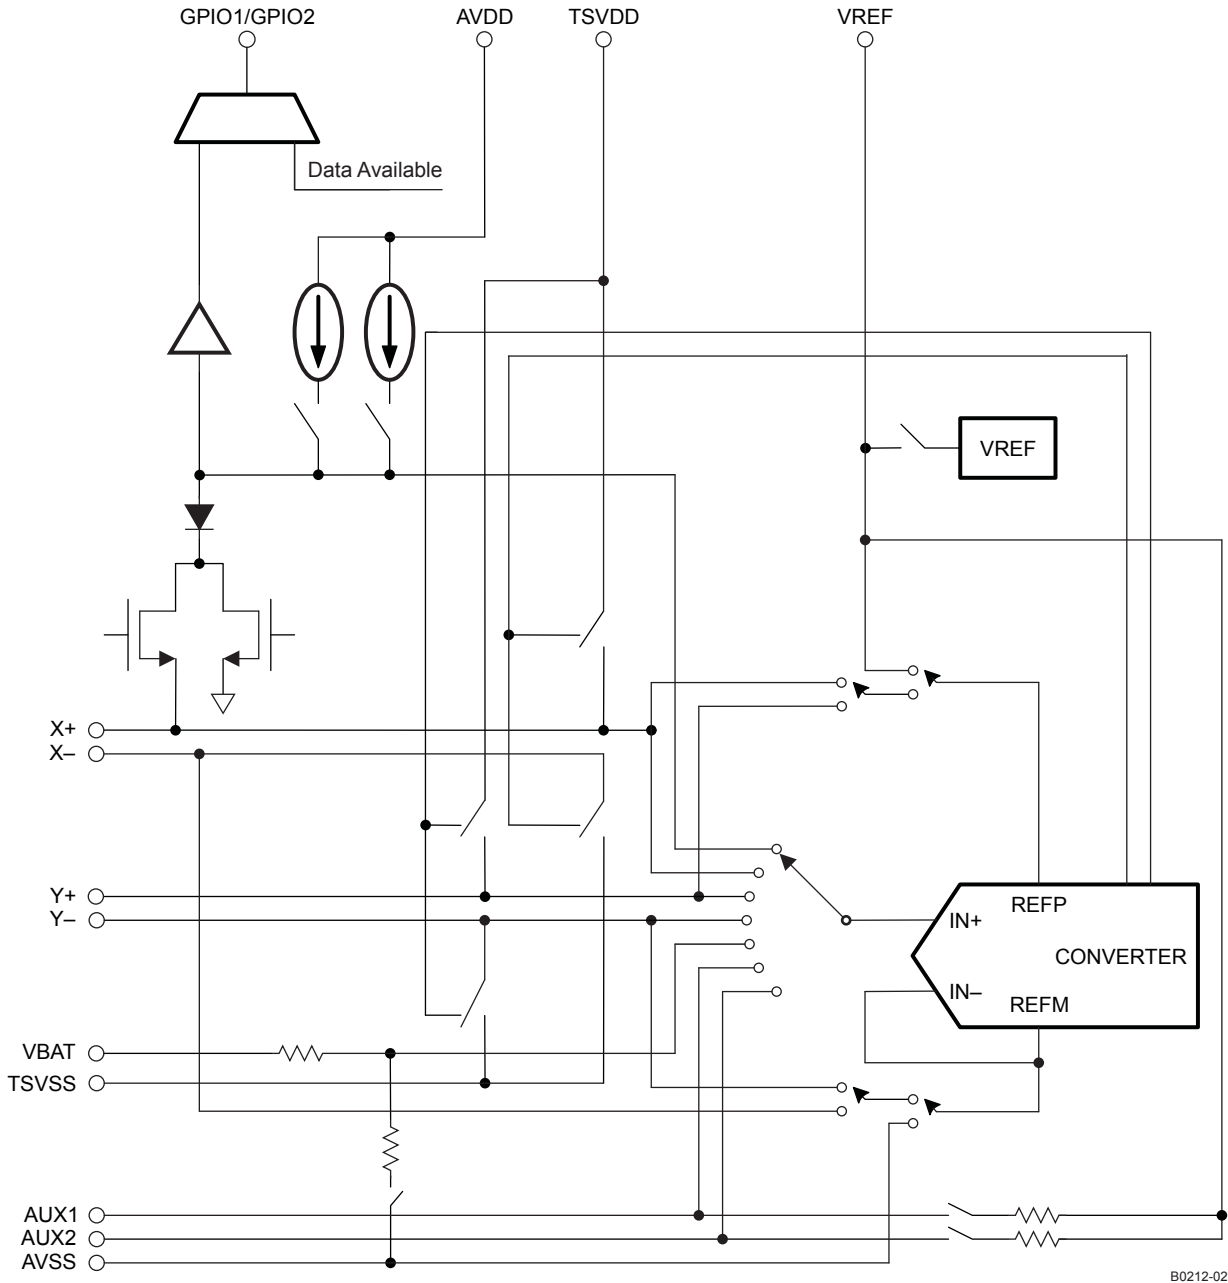 GPIO1/GPIO2 AVDD TSVDD VREF
Data Available
VREF
X+
X–
Y+
Y–
REFP
IN+
CONVERTER
IN–
REFM
VBAT
TSVSS
AUX1
AUX2
AVSS
B0212-02